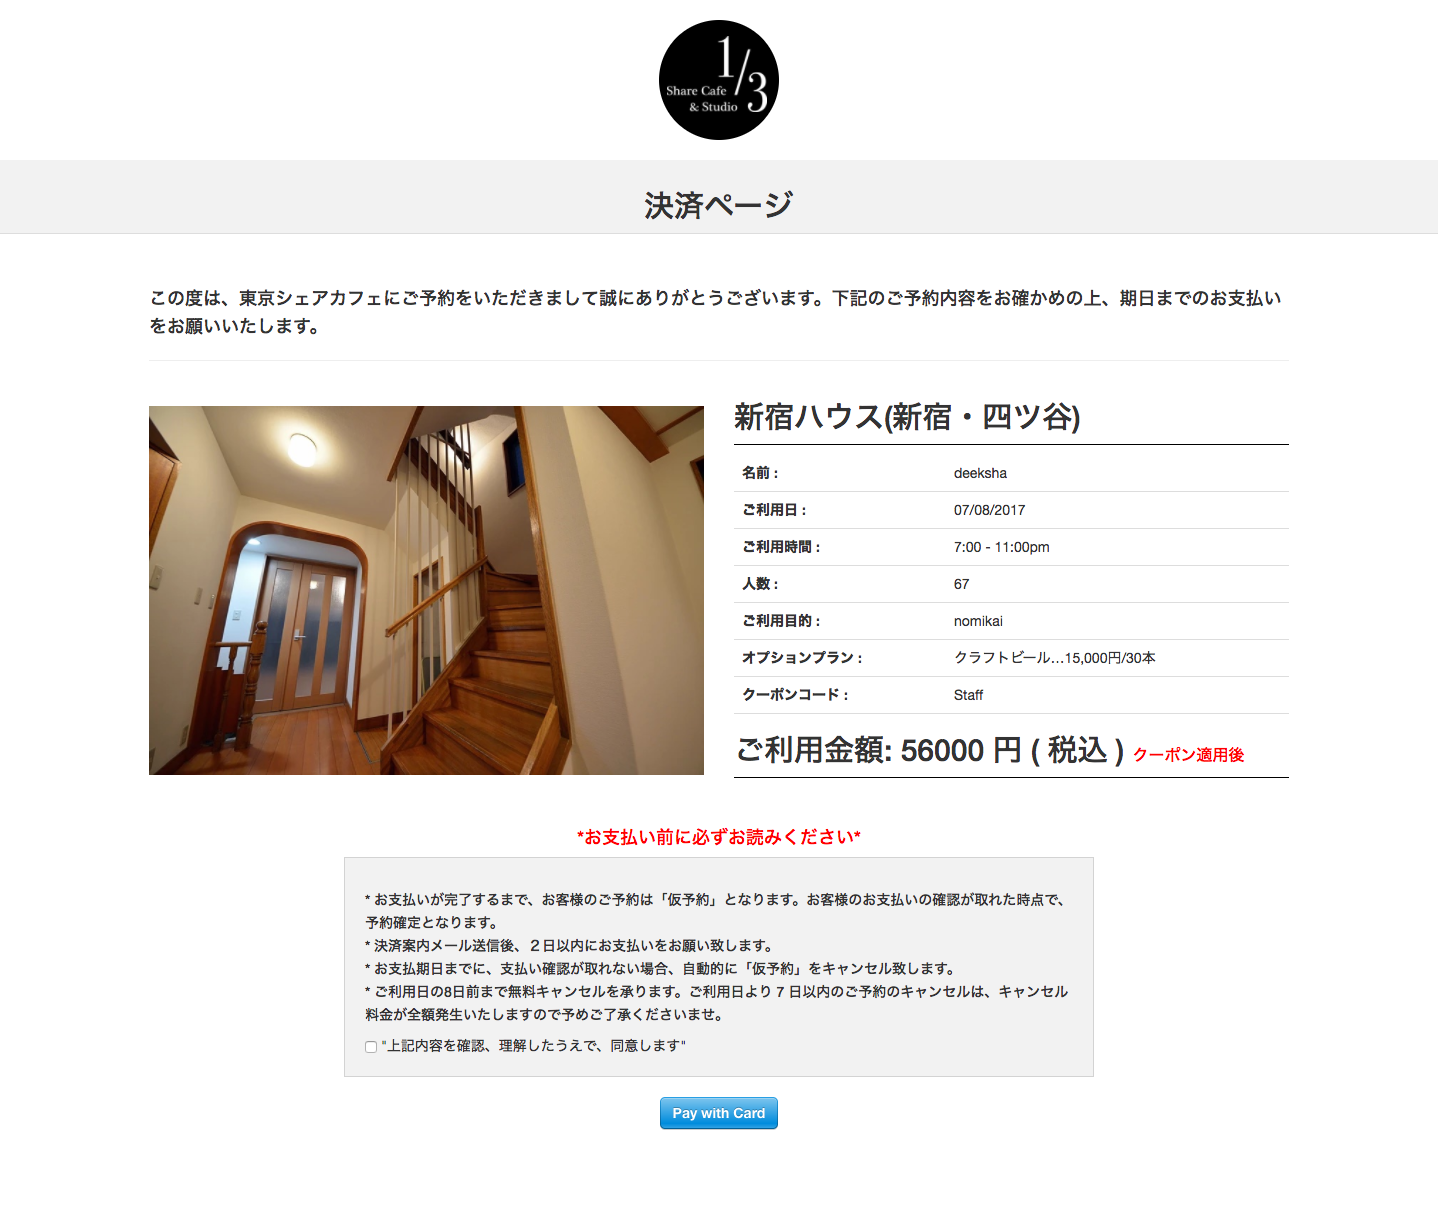 1/3
Share Cafe
& Studio
決済ページ
この度は、東京シェアカフェにご予約をいただきまして誠にありがとうございます。下記のご予約内容をお確かめの上、期日までのお支払い
をお願いいたします。
新宿ハウス(新宿・四ツ谷)
名前 : deeksha
ご利用日 : 07/08/2017
ご利用時間 : 7:00 - 11:00pm
人数 : 67
ご利用目的 : nomikai
オプションプラン : クラフトビール…15,000円/30本
クーポンコード : Staff
ご利用金額: 56000 円 ( 税込 ) クーポン適用後
*お支払い前に必ずお読みください*
* お支払いが完了するまで、お客様のご予約は「仮予約」となります。お客様のお支払いの確認が取れた時点で、
予約確定となります。
* 決済案内メール送信後、２日以内にお支払いをお願い致します。
* お支払期日までに、支払い確認が取れない場合、自動的に「仮予約」をキャンセル致します。
* ご利用日の8日前まで無料キャンセルを承ります。ご利用日より７日以内のご予約のキャンセルは、キャンセル
料金が全額発生いたしますので予めご了承くださいませ。
"上記内容を確認、理解したうえで、同意します"
Pay with Card